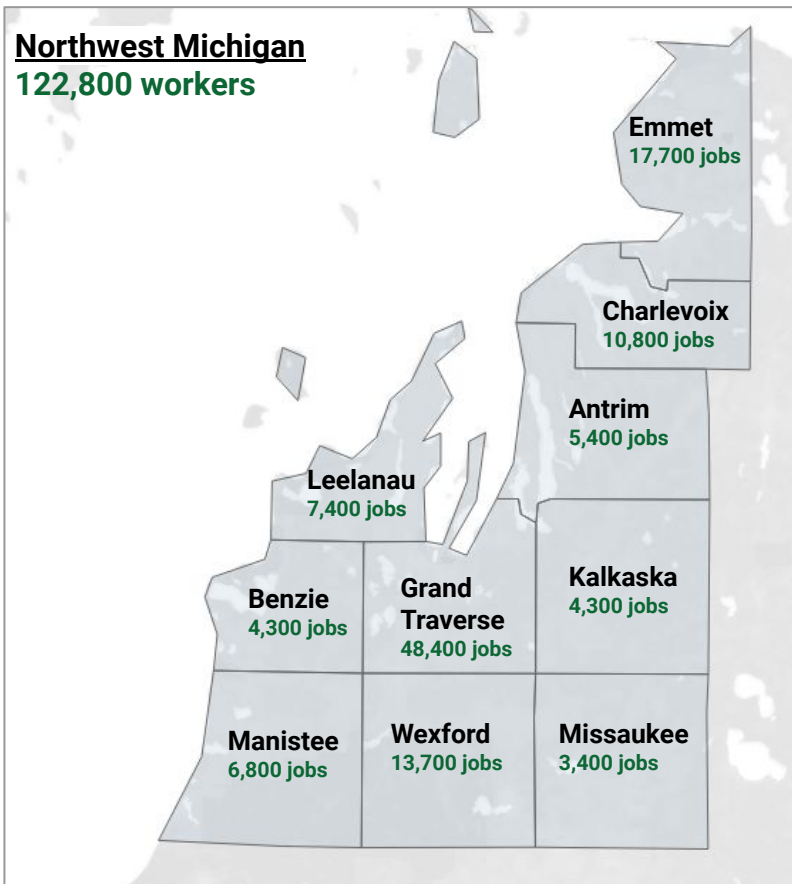 Northwest Michigan
122,800 workers
Emmet
17,700 jobs
Charlevoix
10,800 jobs
Antrim
5,400 jobs
Leelanau
7,400 jobs
Benzie
4,300 jobs
Grand
Traverse
48,400 jobs
Kalkaska
4,300 jobs
Manistee
6,800 jobs
Wexford
13,700 jobs
Missaukee
3,400 jobs